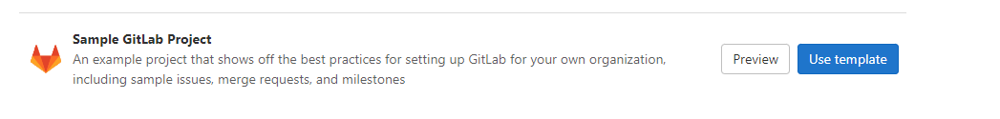 Sample GitLab Project
An example project that shows off the best practices for setting up GitLab for your own organization,
including sample issues, merge requests, and milestones
Preview
Use template